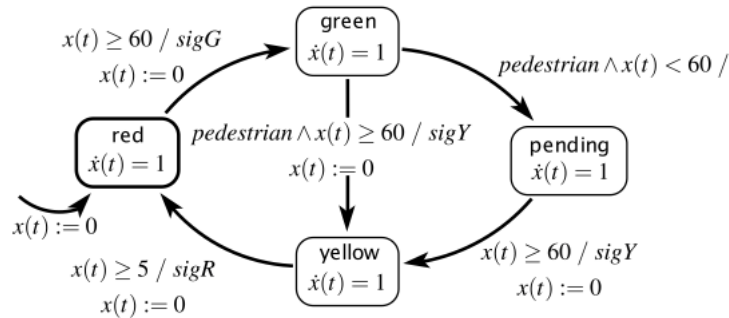 green
ẋ(t) = 1
x(t) ≥ 60 / sigG
x(t) := 0
pedestrian ∧ x(t) < 60 /
red
ẋ(t) = 1
pedestrian ∧ x(t) ≥ 60 / sigY
x(t) := 0
pending
ẋ(t) = 1
x(t) := 0
yellow
ẋ(t) = 1
x(t) ≥ 60 / sigY
x(t) := 0
x(t) ≥ 5 / sigR
x(t) := 0